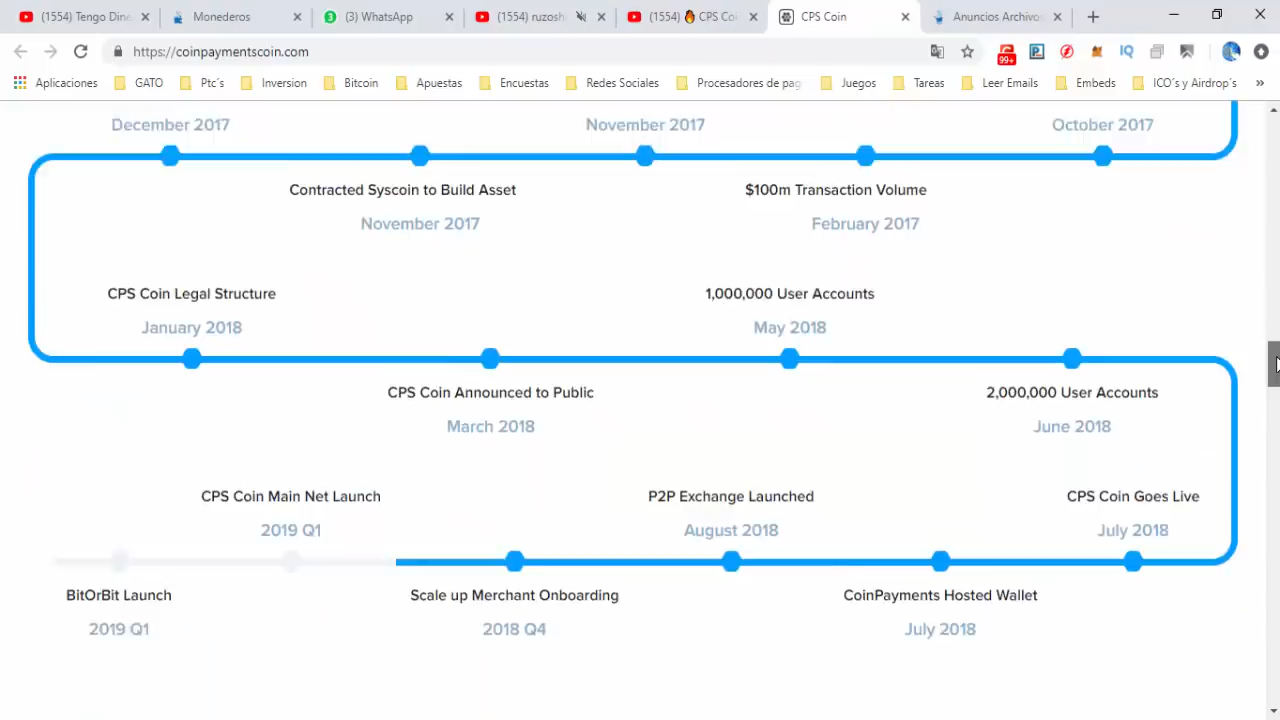 (1554) Tengo Dine
Monederos
(3) WhatsApp
(1554) ruzosh
(1554) 🔥 CPS Coi
CPS Coin
Anuncios Archivos
https://coinpaymentscoin.com
99+
IQ
Aplicaciones
GATO
Ptc´s
Inversion
Bitcoin
Apuestas
Encuestas
Redes Sociales
Procesadores de pag
Juegos
Tareas
Leer Emails
Embeds
ICO´s y Airdrop´s
»
December 2017
November 2017
October 2017
Contracted Syscoin to Build Asset
$100m Transaction Volume
November 2017
February 2017
CPS Coin Legal Structure
1,000,000 User Accounts
January 2018
May 2018
CPS Coin Announced to Public
2,000,000 User Accounts
March 2018
June 2018
CPS Coin Main Net Launch
P2P Exchange Launched
CPS Coin Goes Live
2019 Q1
August 2018
July 2018
BitOrBit Launch
Scale up Merchant Onboarding
CoinPayments Hosted Wallet
2019 Q1
2018 Q4
July 2018